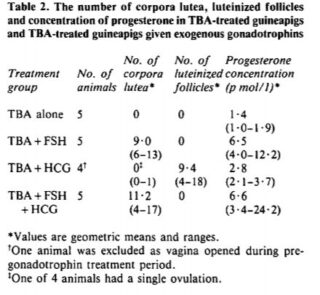 Table 2. The number of corpora lutea, luteinized follicles
and concentration of progesterone in TBA-treated guineapigs
and TBA-treated guineapigs given exogenous gonadotrophins
No. of No. of Progesterone
Treatment No. of corpora luteinized concentration
group animals lutea* follicles* (p mol/l)*
TBA alone 5 0 0 1·4
(1·0-1·9)
TBA + FSH 5 9·0 0 6·5
(6-13) (4·0-12·2)
TBA + HCG 4† 0‡ 9·4 2·8
(0-1) (4-18) (2·1-3·7)
TBA + FSH 5 11·2 0 6·6
+ HCG (4-17) (3·4-24·2)
*Values are geometric means and ranges.
†One animal was excluded as vagina opened during pre-
gonadotrophin treatment period.
‡One of 4 animals had a single ovulation.